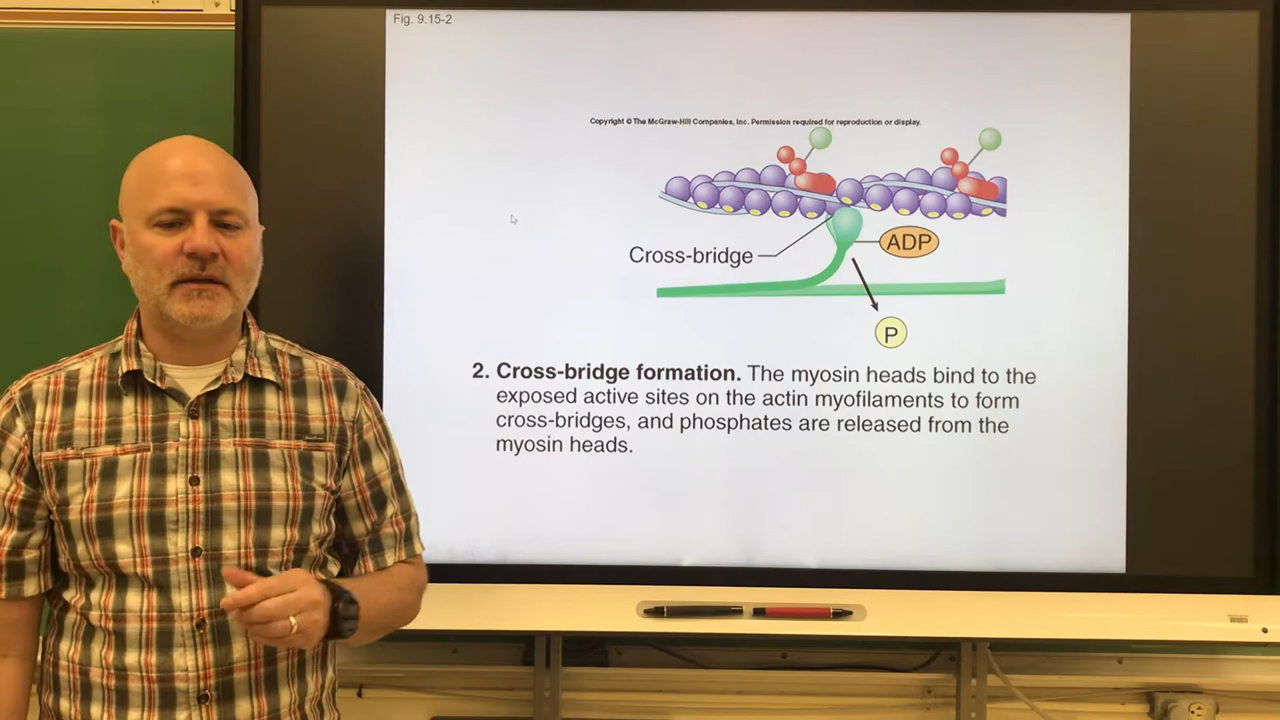 Fig. 9.15-2
Copyright © The McGraw-Hill Companies, Inc. Permission required for reproduction or display.
Cross-bridge
ADP
P
2. Cross-bridge formation. The myosin heads bind to the
exposed active sites on the actin myofilaments to form
cross-bridges, and phosphates are released from the
myosin heads.